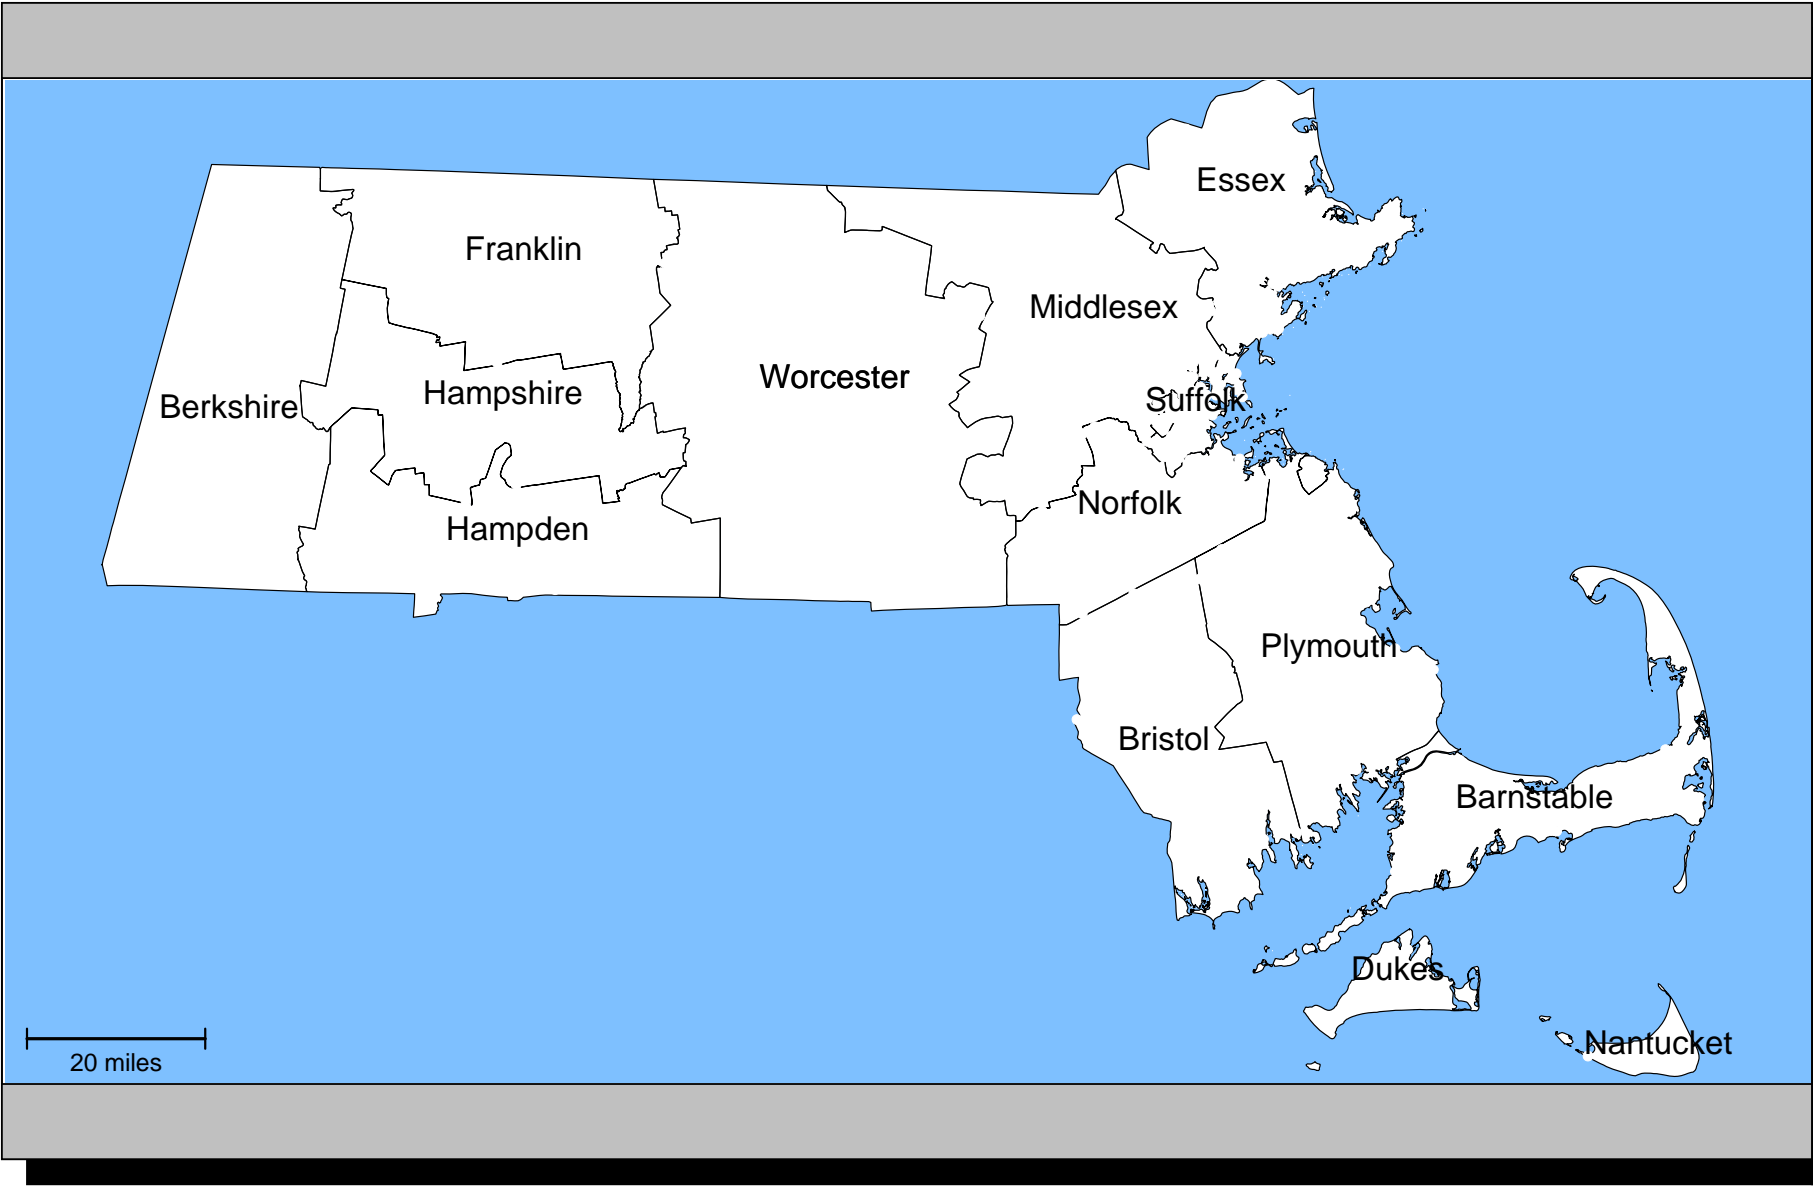 Essex
Franklin
Middlesex
Worcester
Hampshire
Suffolk
Berkshire
Norfolk
Hampden
Plymouth
Bristol
Barnstable
Dukes
Nantucket
20 miles